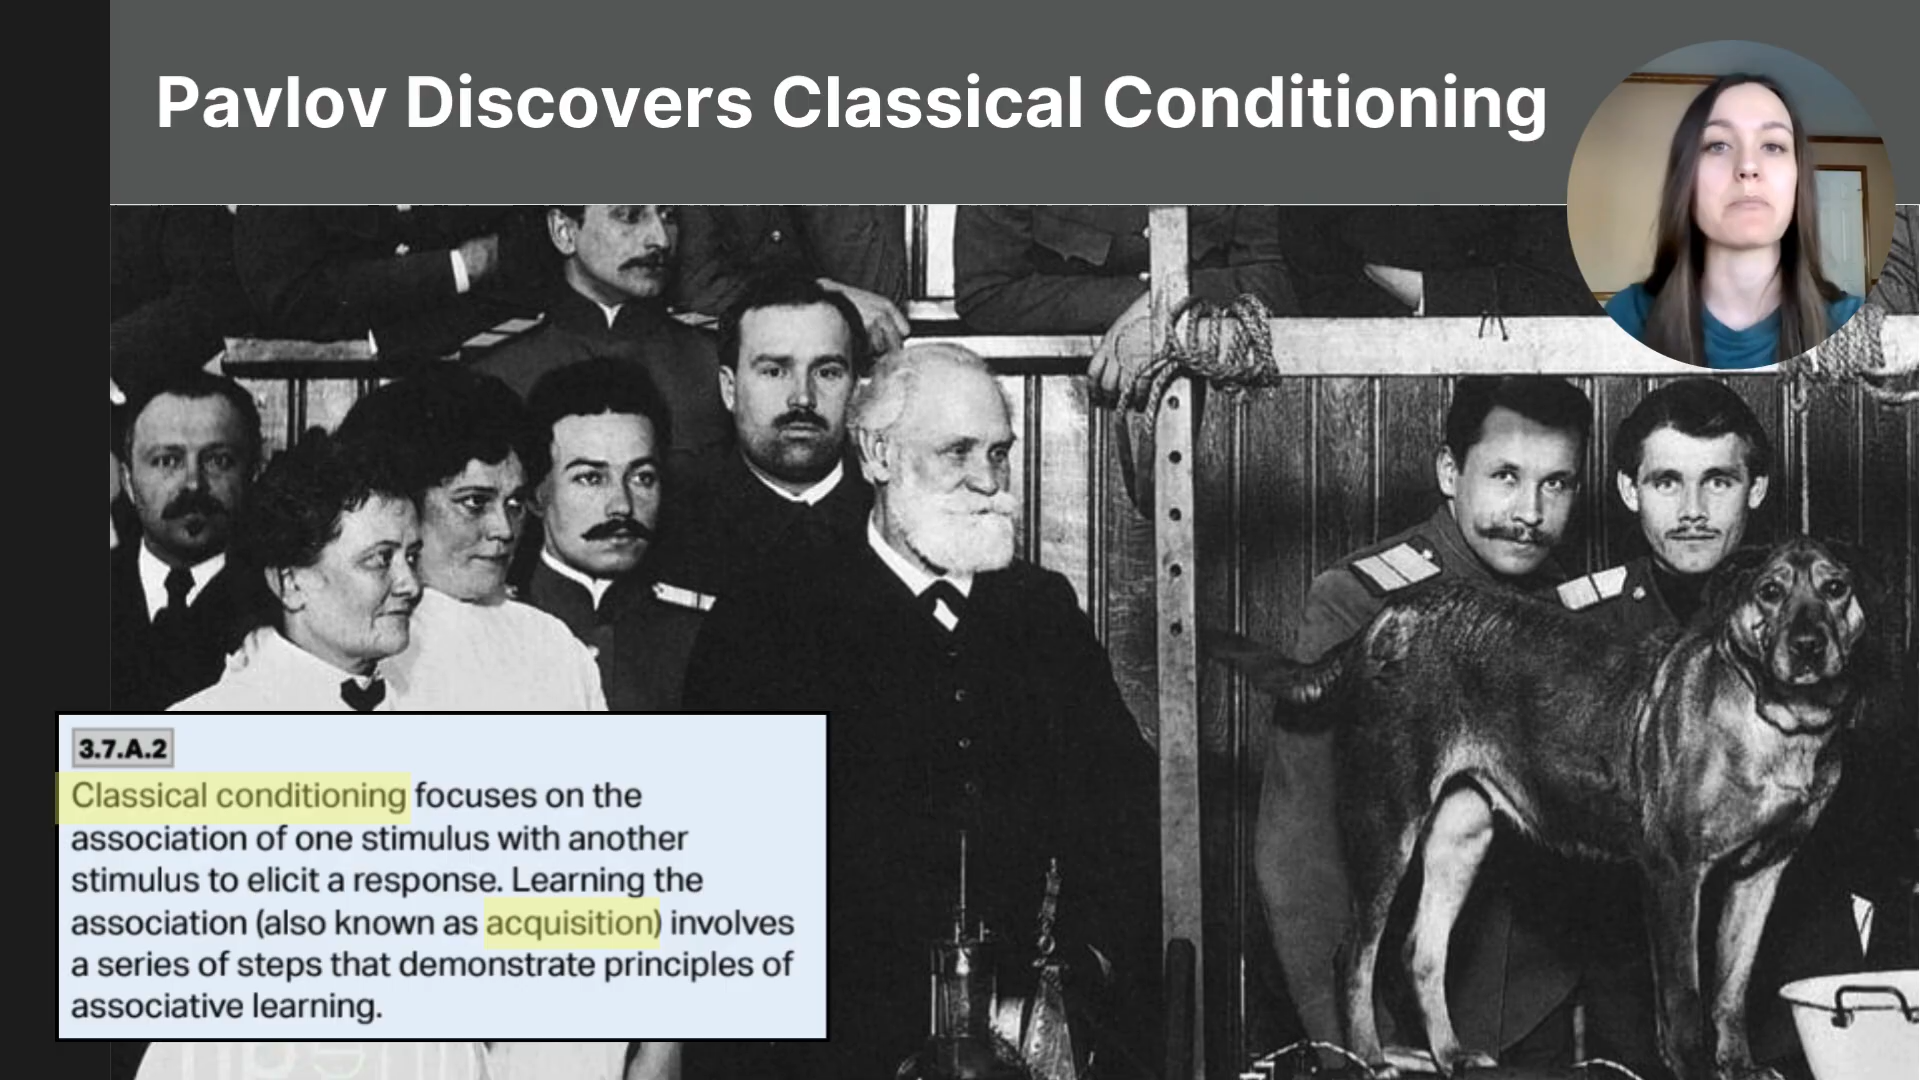 Pavlov Discovers Classical Conditioning
3.7.A.2
Classical conditioning focuses on the
association of one stimulus with another
stimulus to elicit a response. Learning the
association (also known as acquisition) involves
a series of steps that demonstrate principles of
associative learning.